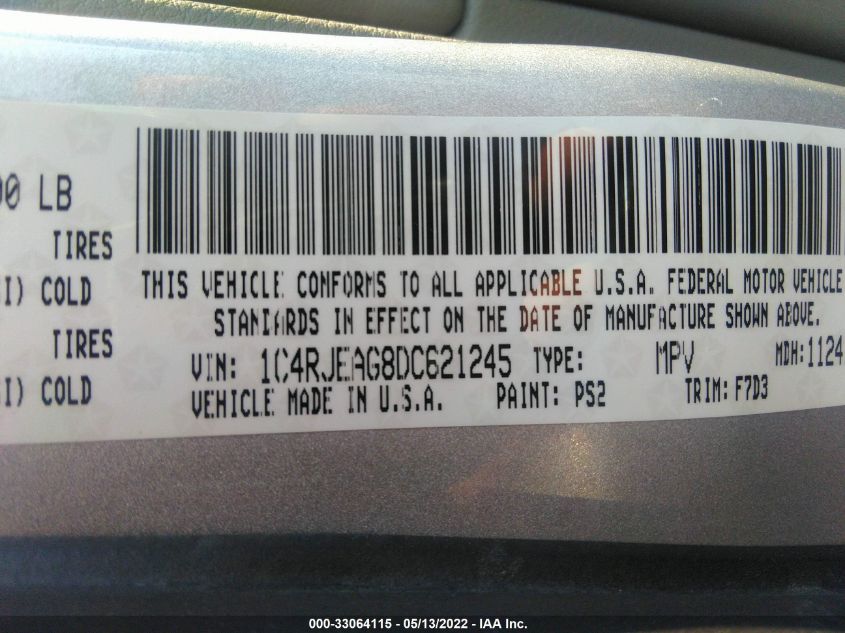 00 LB
TIRES
I) COLD
TIRES
I) COLD
THIS VEHICLE CONFORMS TO ALL APPLICABLE U.S.A. FEDERAL MOTOR VEHICLE
STANDARDS IN EFFECT ON THE DATE OF MANUFACTURE SHOWN ABOVE.
VIN: 1C4RJEAG8DC621245 TYPE: MPV MDH:1124
VEHICLE MADE IN U.S.A. PAINT: PS2 TRIM: F7D3
000-33064115 - 05/13/2022 - IAA Inc.